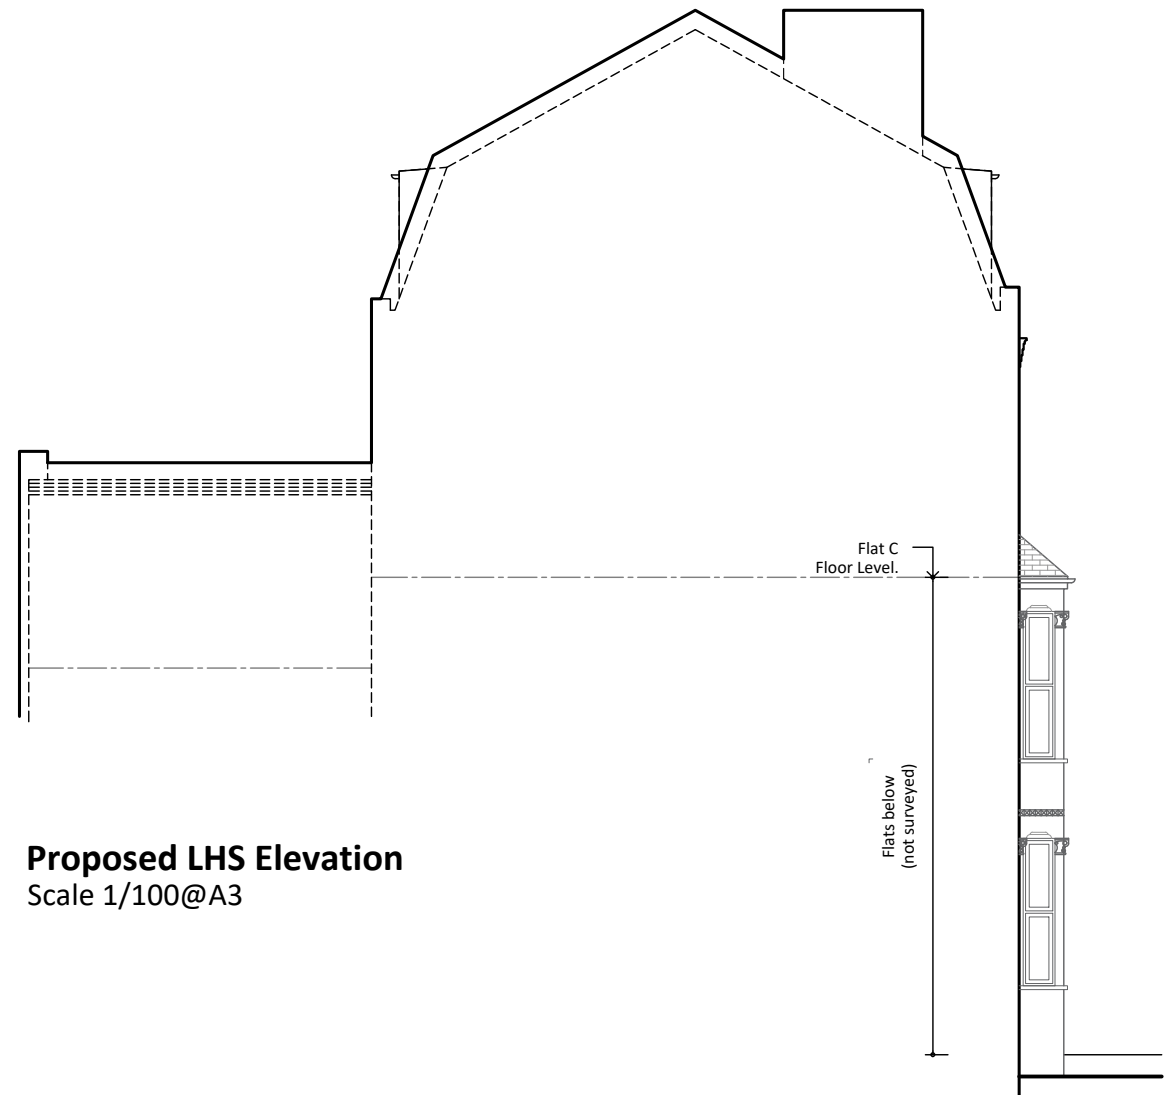 Flat C
Floor Level.
Flats below
(not surveyed)
Proposed LHS Elevation
Scale 1/100@A3